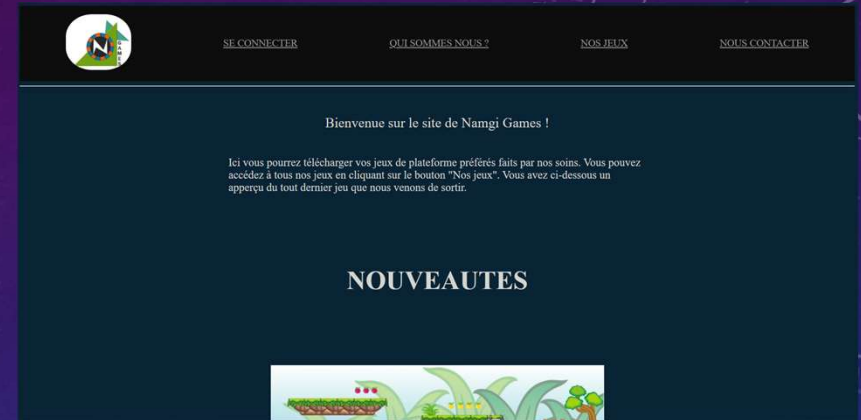 N
GAMES
SE CONNECTER
QUI SOMMES NOUS ?
NOS JEUX
NOUS CONTACTER
Bienvenue sur le site de Namgi Games !
Ici vous pourrez télécharger vos jeux de plateforme préférés faits par nos soins. Vous pouvez
accédez à tous nos jeux en cliquant sur le bouton "Nos jeux". Vous avez ci-dessous un
apperçu du tout dernier jeu que nous venons de sortir.
NOUVEAUTES